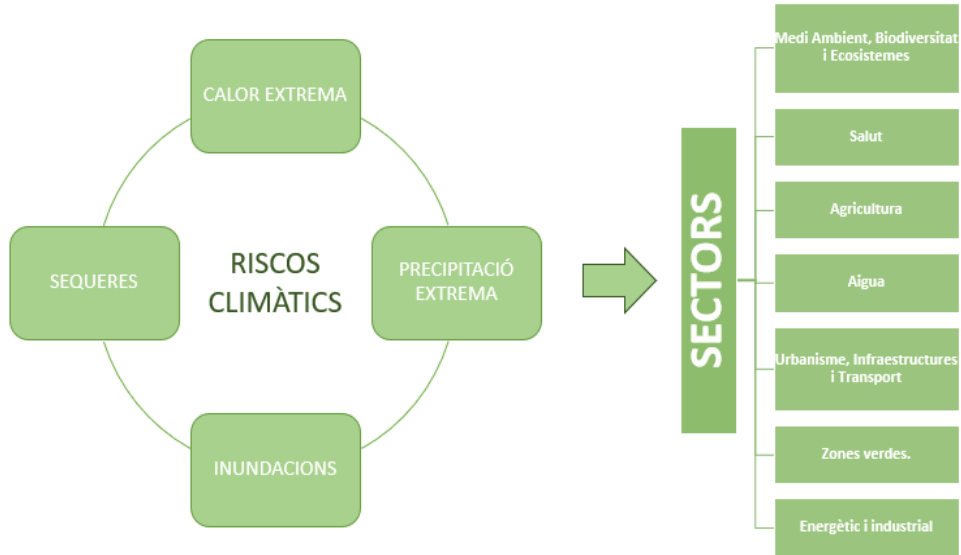 CALOR EXTREMA
SEQUERES
RISCOS
CLIMÀTICS
PRECIPITACIÓ
EXTREMA
INUNDACIONS
SECTORS
Medi Ambient, Biodiversitat
i Ecosistemes
Salut
Agricultura
Aigua
Urbanisme, Infraestructures
i Transport
Zones verdes.
Energètic i industrial